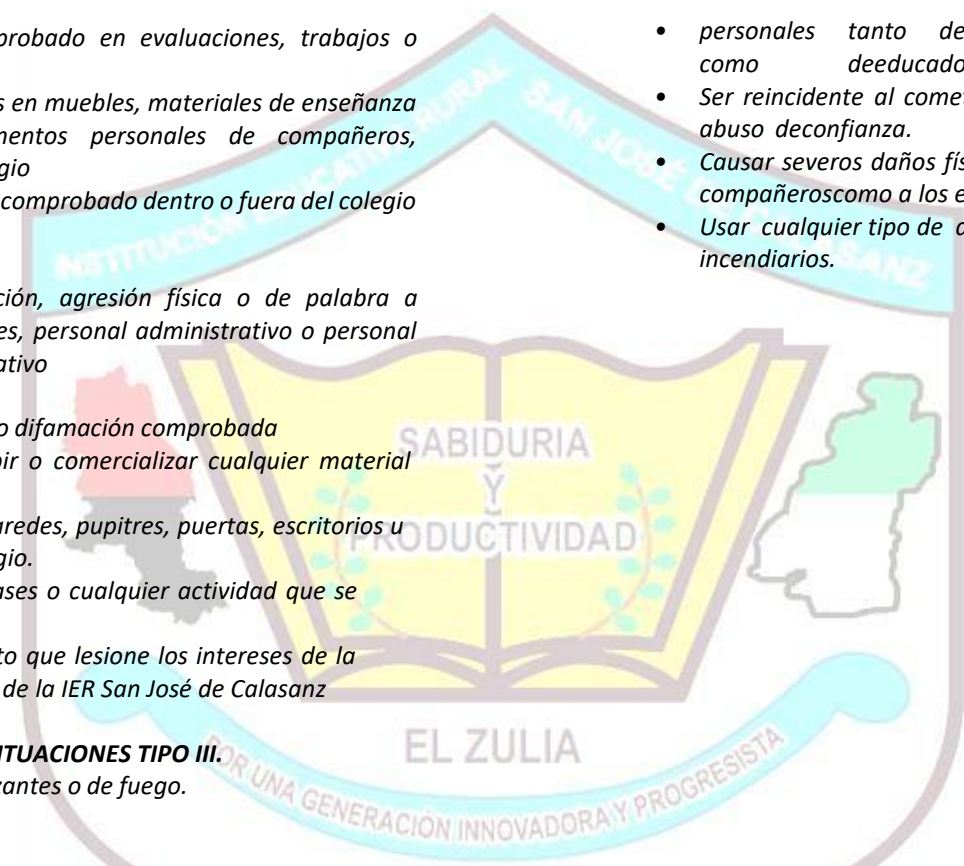 probado en evaluaciones, trabajos o
s en muebles, materiales de enseñanza
mentos personales de compañeros,
gio
comprobado dentro o fuera del colegio
ción, agresión física o de palabra a
es, personal administrativo o personal
ativo
o difamación comprobada
bir o comercializar cualquier material
aredes, pupitres, puertas, escritorios u
gio.
ases o cualquier actividad que se
to que lesione los intereses de la
de la IER San José de Calasanz
ITUACIONES TIPO III.
zantes o de fuego.
• personales tanto de
como deeducado
• Ser reincidente al comet
abuso deconfianza.
• Causar severos daños fís
compañeroscomo a los e
• Usar cualquier tipo de
incendiarios.
INSTITUCIÓN EDUCATIVA RURAL SAN JOSÉ DE CALASANZ
SABIDURIA
Y
PRODUCTIVIDAD
EL ZULIA
POR UNA GENERACIÓN INNOVADORA Y PROGRESISTA